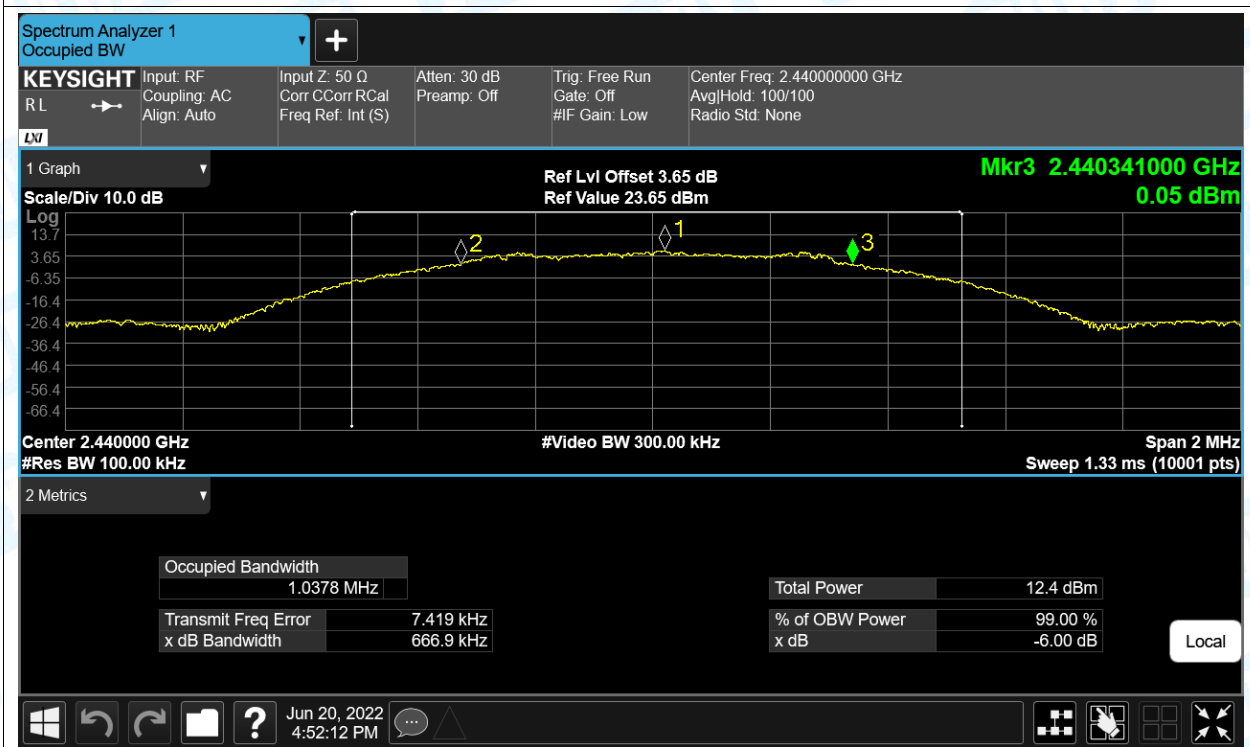 Spectrum Analyzer 1
Occupied BW
▼
+
KEYSIGHT
R L
LXI
Input: RF
Coupling: AC
Align: Auto
Input Z: 50 Ω
Corr CCorr RCal
Freq Ref: Int (S)
Atten: 30 dB
Preamp: Off
Trig: Free Run
Gate: Off
#IF Gain: Low
Center Freq: 2.440000000 GHz
Avg|Hold: 100/100
Radio Std: None
1 Graph ▼
Scale/Div 10.0 dB
Ref Lvl Offset 3.65 dB
Ref Value 23.65 dBm
Mkr3 2.440341000 GHz
0.05 dBm
Log
13.7
3.65
-6.35
-16.4
-26.4
-36.4
-46.4
-56.4
-66.4
2
1
3
Center 2.440000 GHz
#Res BW 100.00 kHz
#Video BW 300.00 kHz
Span 2 MHz
Sweep 1.33 ms (10001 pts)
2 Metrics ▼
Occupied Bandwidth
1.0378 MHz
Transmit Freq Error 7.419 kHz
x dB Bandwidth 666.9 kHz
Total Power 12.4 dBm
% of OBW Power 99.00 %
x dB -6.00 dB
Local
?
Jun 20, 2022
4:52:12 PM